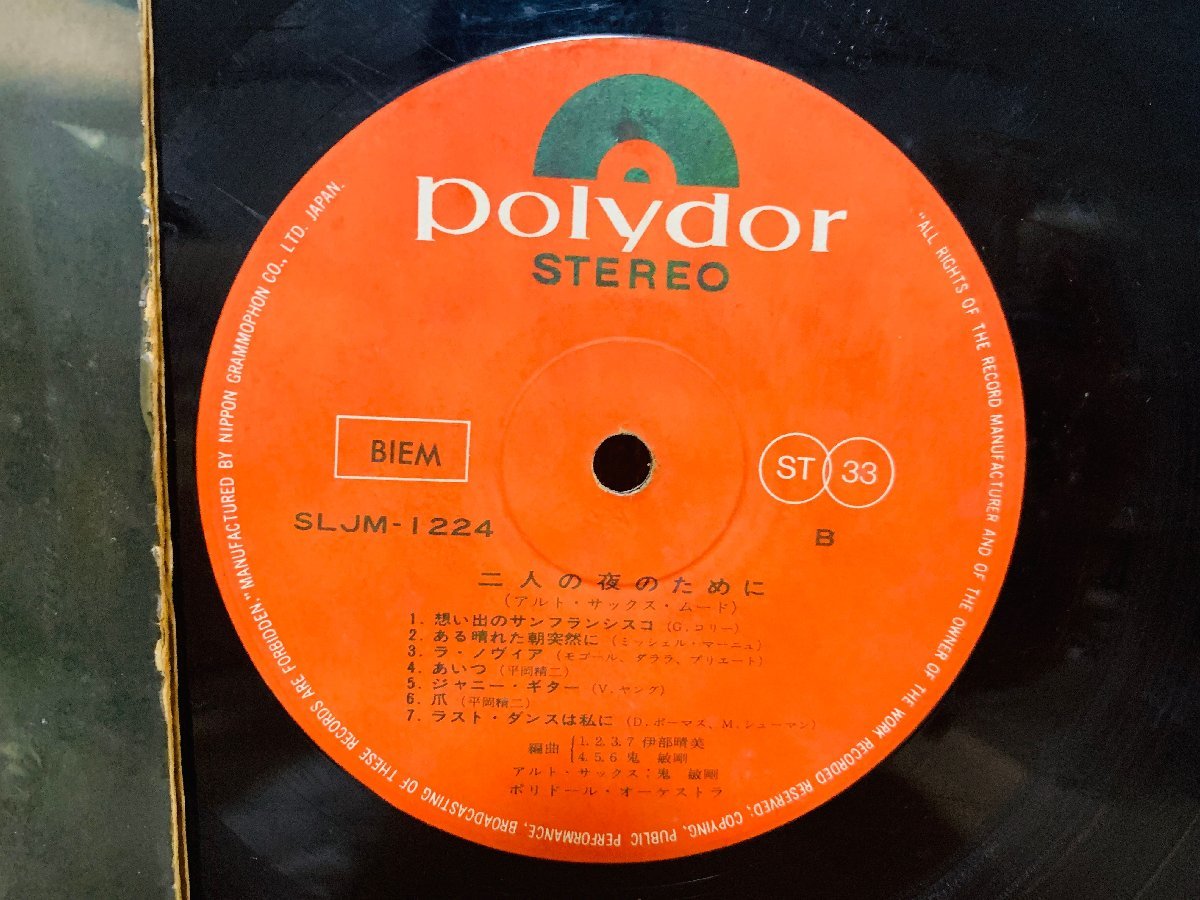 polydor
STEREO
BIEM
ST 33
SLJM-1224
B
二人の夜のために
(アルト・サックス・ムード)
1. 想い出のサンフランシスコ (G.コリー)
2. ある晴れた朝突然に (ミッシェル・マーニュ)
3. ラ・ノヴィア (モゴール、ダララ、プリエート)
4. あいつ (平岡精二)
5. ジャニー・ギター (V.ヤング)
6. 爪 (平岡精二)
7. ラスト・ダンスは私に (D.ポーマス、M.シューマン)
編曲 1.2.3.7 伊部晴美
4.5.6 鬼 敏剛
アルト・サックス:鬼 敏剛
ポリドール・オーケストラ
"ALL RIGHTS OF THE RECORD MANUFACTURER AND OF THE OWNER OF THE WORK RECORDED RESERVED; COPYING, PUBLIC PERFORMANCE, BROADCASTING OF THESE RECORDS ARE FORBIDDEN." MANUFACTURED BY NIPPON GRAMMOPHON CO., LTD. JAPAN.